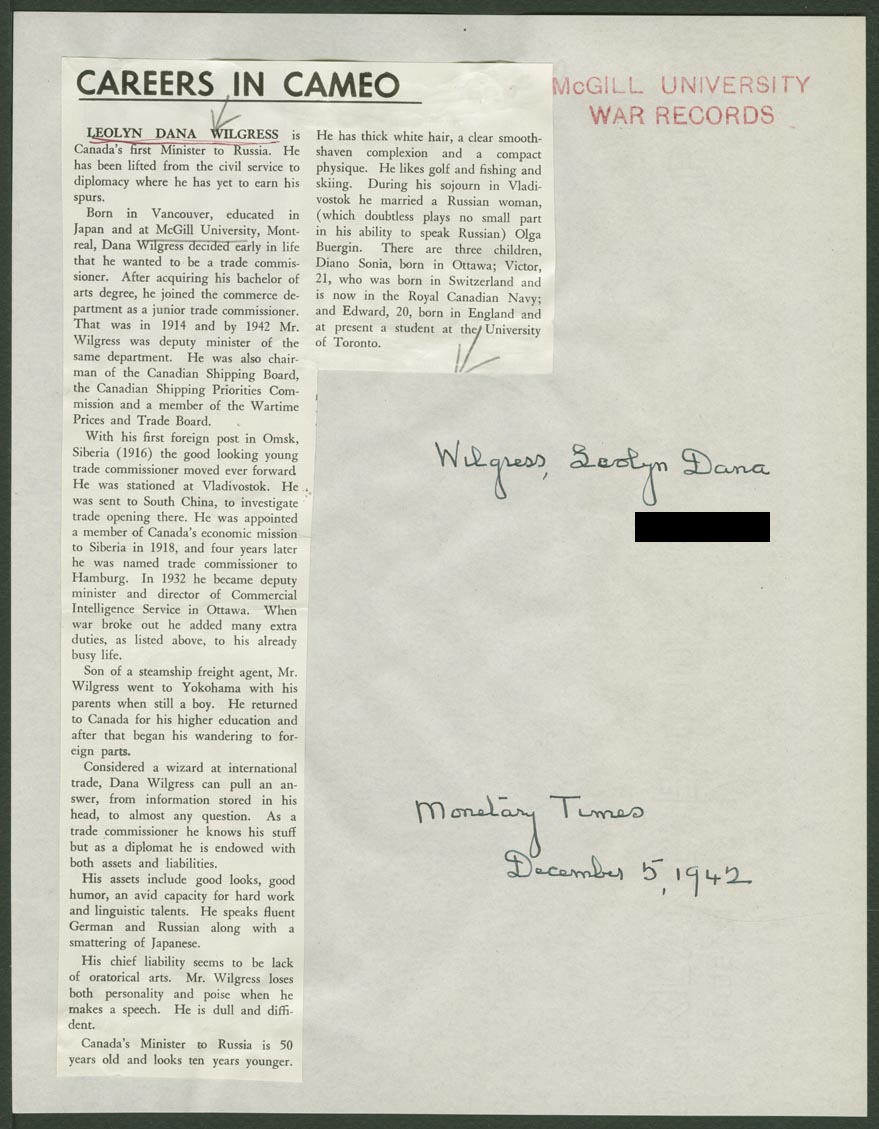 CAREERS IN CAMEO
McGILL UNIVERSITY
WAR RECORDS
LEOLYN DANA WILGRESS is
Canada's first Minister to Russia. He
has been lifted from the civil service to
diplomacy where he has yet to earn his
spurs.
Born in Vancouver, educated in
Japan and at McGill University, Mont-
real, Dana Wilgress decided early in life
that he wanted to be a trade commis-
sioner. After acquiring his bachelor of
arts degree, he joined the commerce de-
partment as a junior trade commissioner.
That was in 1914 and by 1942 Mr.
Wilgress was deputy minister of the
same department. He was also chair-
man of the Canadian Shipping Board,
the Canadian Shipping Priorities Com-
mission and a member of the Wartime
Prices and Trade Board.
With his first foreign post in Omsk,
Siberia (1916) the good looking young
trade commissioner moved ever forward
He was stationed at Vladivostok. He
was sent to South China, to investigate
trade opening there. He was appointed
a member of Canada's economic mission
to Siberia in 1918, and four years later
he was named trade commissioner to
Hamburg. In 1932 he became deputy
minister and director of Commercial
Intelligence Service in Ottawa. When
war broke out he added many extra
duties, as listed above, to his already
busy life.
Son of a steamship freight agent, Mr.
Wilgress went to Yokohama with his
parents when still a boy. He returned
to Canada for his higher education and
after that began his wandering to for-
eign parts.
Considered a wizard at international
trade, Dana Wilgress can pull an an-
swer, from information stored in his
head, to almost any question. As a
trade commissioner he knows his stuff
but as a diplomat he is endowed with
both assets and liabilities.
His assets include good looks, good
humor, an avid capacity for hard work
and linguistic talents. He speaks fluent
German and Russian along with a
smattering of Japanese.
His chief liability seems to be lack
of oratorical arts. Mr. Wilgress loses
both personality and poise when he
makes a speech. He is dull and diffi-
dent.
Canada's Minister to Russia is 50
years old and looks ten years younger.
He has thick white hair, a clear smooth-
shaven complexion and a compact
physique. He likes golf and fishing and
skiing. During his sojourn in Vladi-
vostok he married a Russian woman,
(which doubtless plays no small part
in his ability to speak Russian) Olga
Buergin. There are three children,
Diano Sonia, born in Ottawa; Victor,
21, who was born in Switzerland and
is now in the Royal Canadian Navy;
and Edward, 20, born in England and
at present a student at the University
of Toronto.
Wilgress, Leolyn Dana
Monetary Times
December 5, 1942